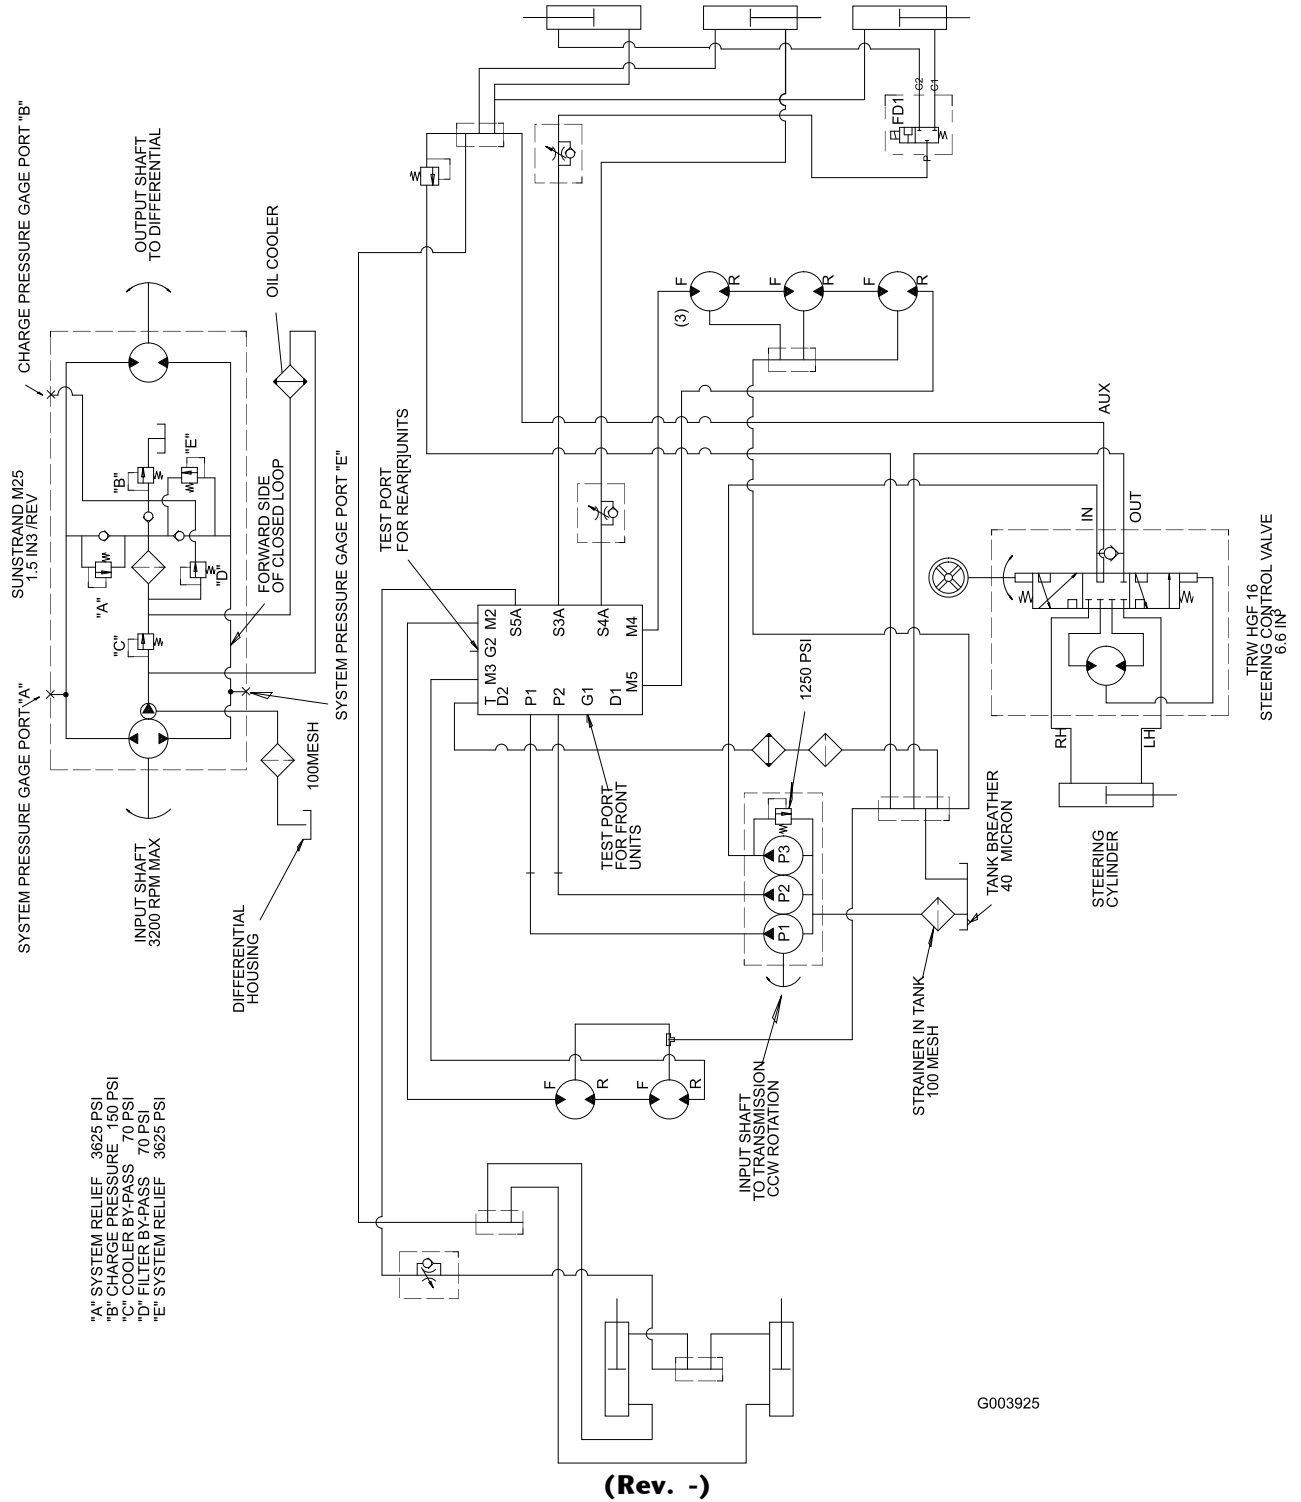 SYSTEM PRESSURE GAGE PORT"A"
SUNSTRAND M25
1.5 IN3 /REV
CHARGE PRESSURE GAGE PORT "B"
OUTPUT SHAFT
TO DIFFERENTIAL
OIL COOLER
"A"
"B"
"C"
"D"
"E"
FORWARD SIDE
OF CLOSED LOOP
SYSTEM PRESSURE GAGE PORT "E"
INPUT SHAFT
3200 RPM MAX
100MESH
DIFFERENTIAL
HOUSING
"A" SYSTEM RELIEF 3625 PSI
"B" CHARGE PRESSURE 150 PSI
"C" COOLER BY-PASS 70 PSI
"D" FILTER BY-PASS 70 PSI
"E" SYSTEM RELIEF 3625 PSI
TEST PORT
FOR REAR[R]UNITS
M2
G2
M3
T
D2
P1
P2
G1
D1
M5
M4
S5A
S3A
S4A
TEST PORT
FOR FRONT
UNITS
1250 PSI
P3
P2
P1
INPUT SHAFT
TO TRANSMISSION
CCW ROTATION
F
R
F
R
(3)
F
R
F
R
F
R
FD1
C2
C1
P
AUX
IN
OUT
TRW HGF 16
STEERING CONTROL VALVE
6.6 IN3
RH
LH
STEERING
CYLINDER
TANK BREATHER
40 MICRON
STRAINER IN TANK
100 MESH
G003925
(Rev. -)